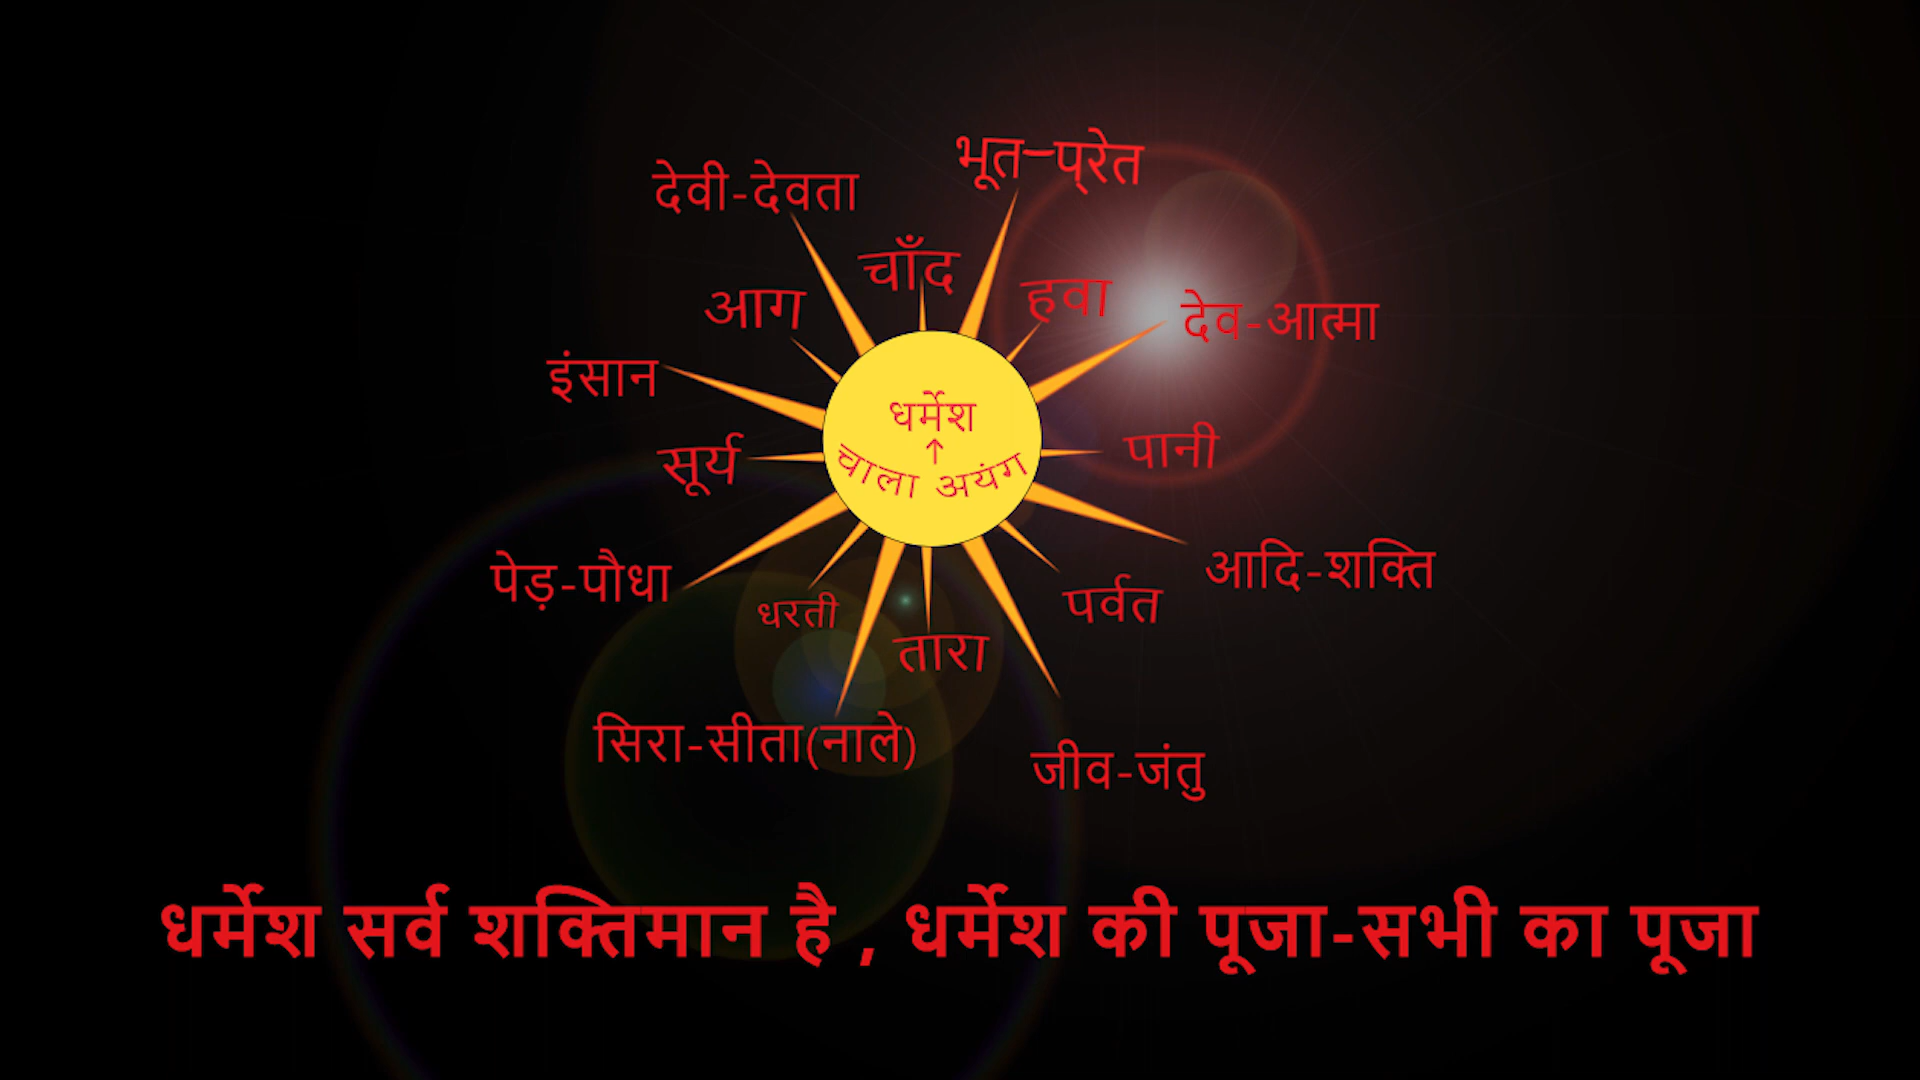 भूत-प्रेत
देवी-देवता
चाँद
हवा
आग
देव-आत्मा
इंसान
धर्मेश
↑
चाला अयंग
सूर्य
पानी
पेड़-पौधा
आदि-शक्ति
धरती
पर्वत
तारा
सिरा-सीता(नाले)
जीव-जंतु
धर्मेश सर्व शक्तिमान है , धर्मेश की पूजा-सभी का पूजा